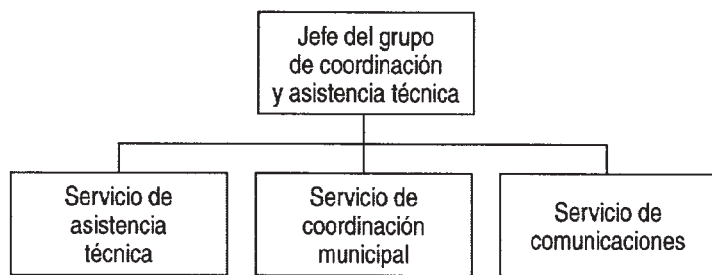 Jefe del grupo
de coordinación
y asistencia técnica
Servicio de
asistencia
técnica
Servicio de
coordinación
municipal
Servicio de
comunicaciones